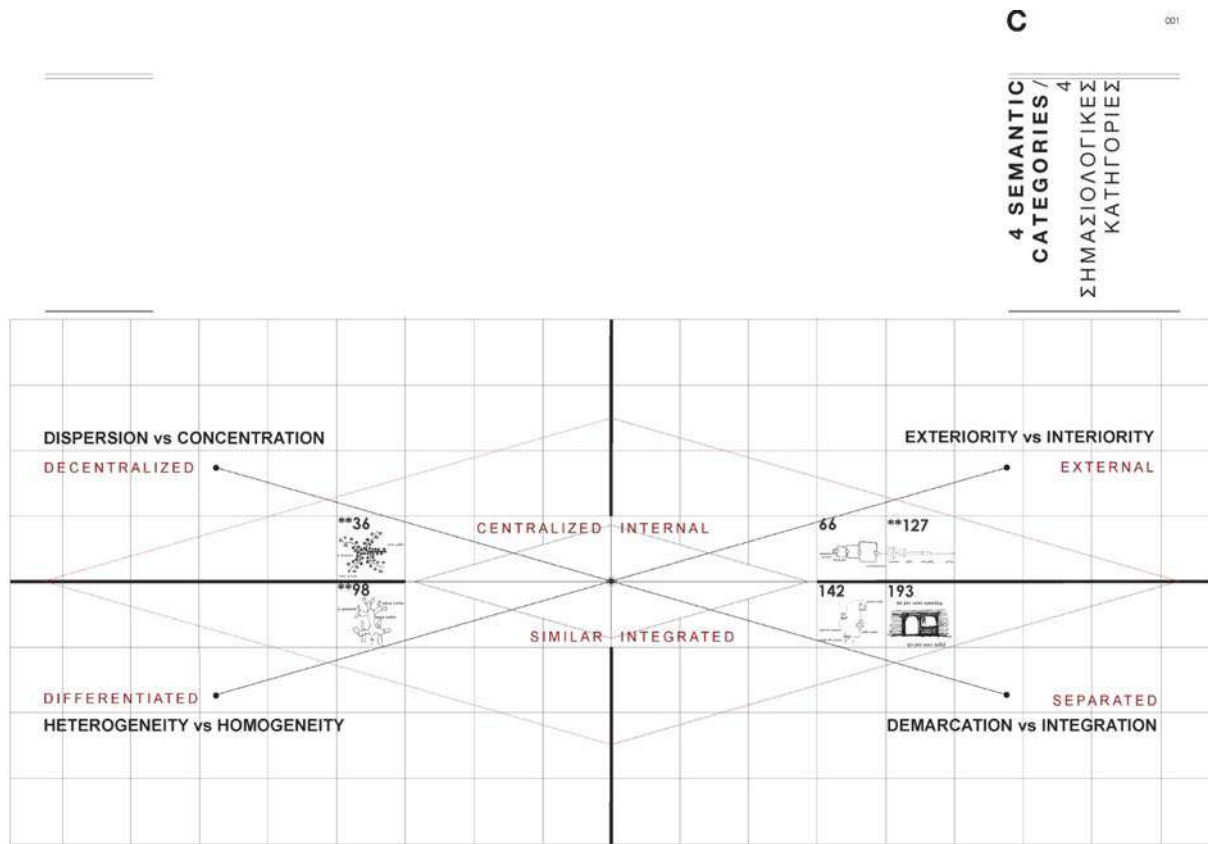 C
001
4 SEMANTIC
CATEGORIES /
4
ΣΗΜΑΣΙΟΛΟΓΙΚΕΣ
ΚΑΤΗΓΟΡΙΕΣ
DISPERSION vs CONCENTRATION
DECENTRALIZED
EXTERIORITY vs INTERIORITY
EXTERNAL
**36
CENTRALIZED
INTERNAL
66
**127
**98
142
193
SIMILAR
INTEGRATED
DIFFERENTIATED
HETEROGENEITY vs HOMOGENEITY
SEPARATED
DEMARCATION vs INTEGRATION